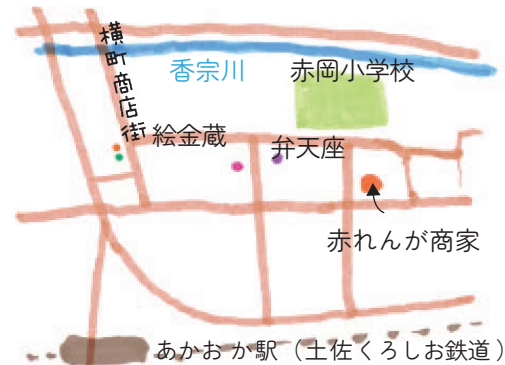 横町商店街
香宗川
赤岡小学校
絵金蔵
弁天座
赤れんが商家
あかおか駅（土佐くろしお鉄道）